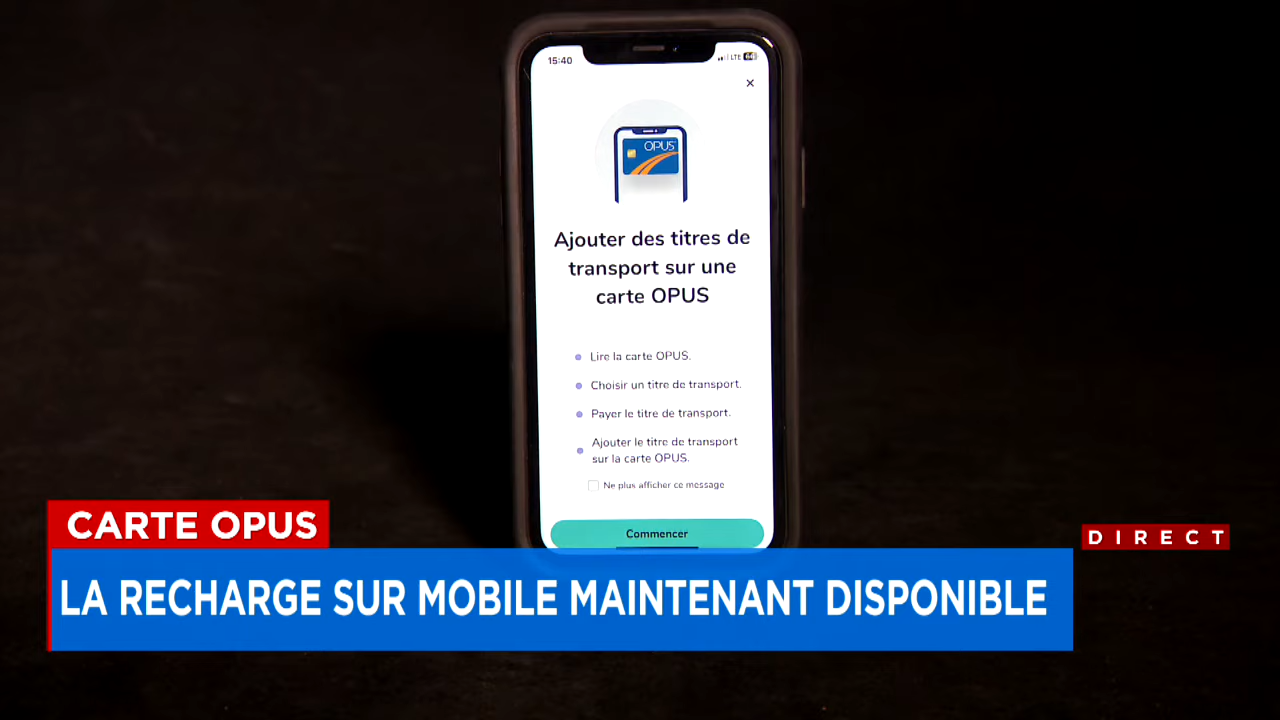 15:40
LTE 64
OPUS
Ajouter des titres de
transport sur une
carte OPUS
Lire la carte OPUS.
Choisir un titre de transport.
Payer le titre de transport.
Ajouter le titre de transport
sur la carte OPUS.
Ne plus afficher ce message
Commencer
CARTE OPUS
DIRECT
LA RECHARGE SUR MOBILE MAINTENANT DISPONIBLE